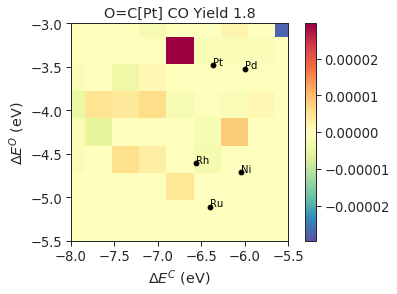 O=C[Pt] CO Yield 1.8
−3.0
−3.5
−4.0
−4.5
−5.0
−5.5
ΔE^O (eV)
Pt
Pd
Rh
Ni
Ru
−8.0 −7.5 −7.0 −6.5 −6.0 −5.5
ΔE^C (eV)
0.00002
0.00001
0.00000
−0.00001
−0.00002